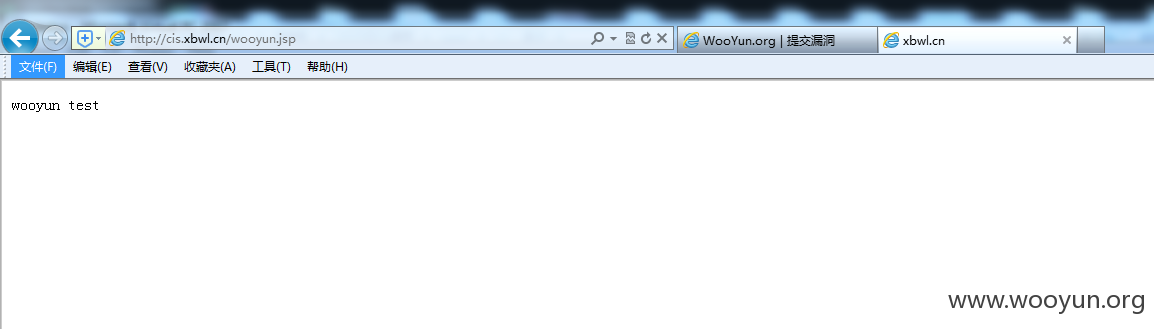 http://cis.xbwl.cn/wooyun.jsp
WooYun.org | 提交漏洞
xbwl.cn
文件(F) 编辑(E) 查看(V) 收藏夹(A) 工具(T) 帮助(H)
wooyun test
www.wooyun.org